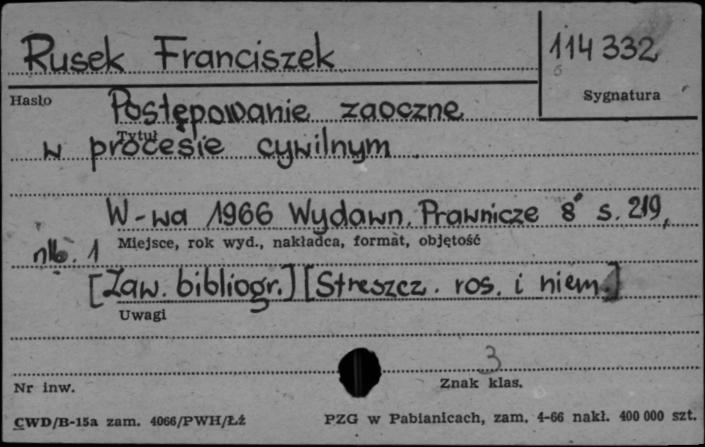 Rusek Franciszek
114 332
Hasło
Sygnatura
Postępowanie zaoczne
Tytuł
w procesie cywilnym
W-wa 1966 Wydawn. Prawnicze 8° s. 219,
Miejsce, rok wyd., nakładca, format, objętość
nlb. 1
[Zaw. bibliogr.] [Streszcz. ros. i niem.]
Uwagi
3
Nr inw.
Znak klas.
CWD/B-15a zam. 4066/PWH/Łź
PZG w Pabianicach, zam. 4-66 nakł. 400 000 szt.